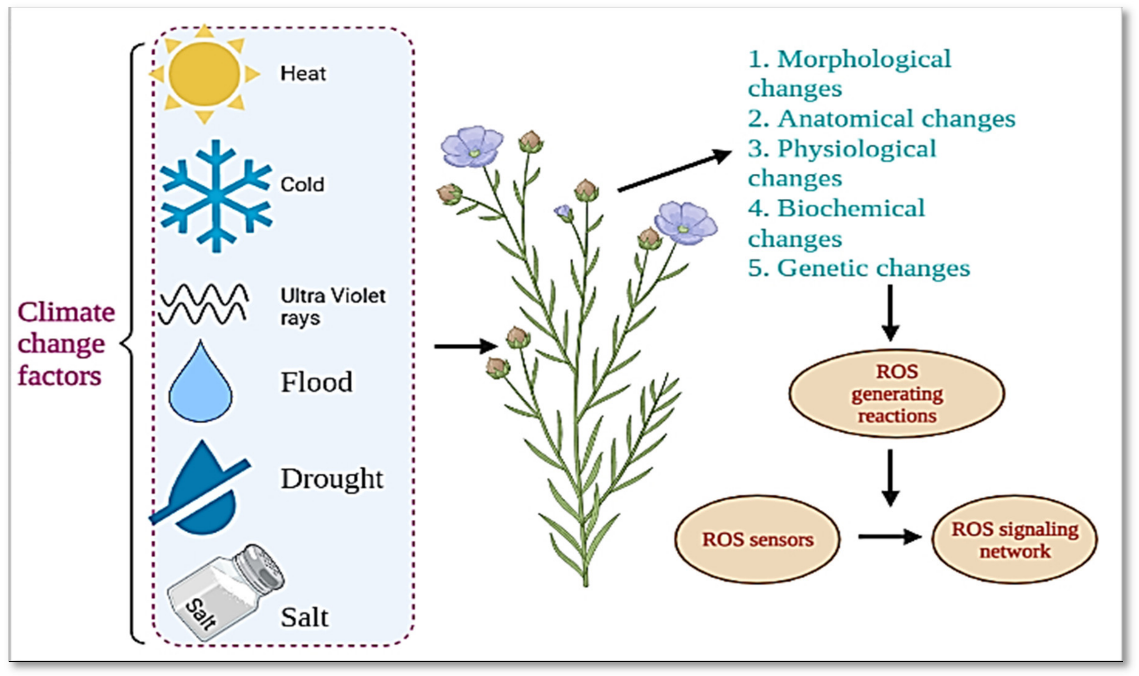 Climate
change
factors
Heat
Cold
Ultra Violet
rays
Flood
Drought
Salt
Salt
1. Morphological
changes
2. Anatomical changes
3. Physiological
changes
4. Biochemical
changes
5. Genetic changes
ROS
generating
reactions
ROS sensors
ROS signaling
network